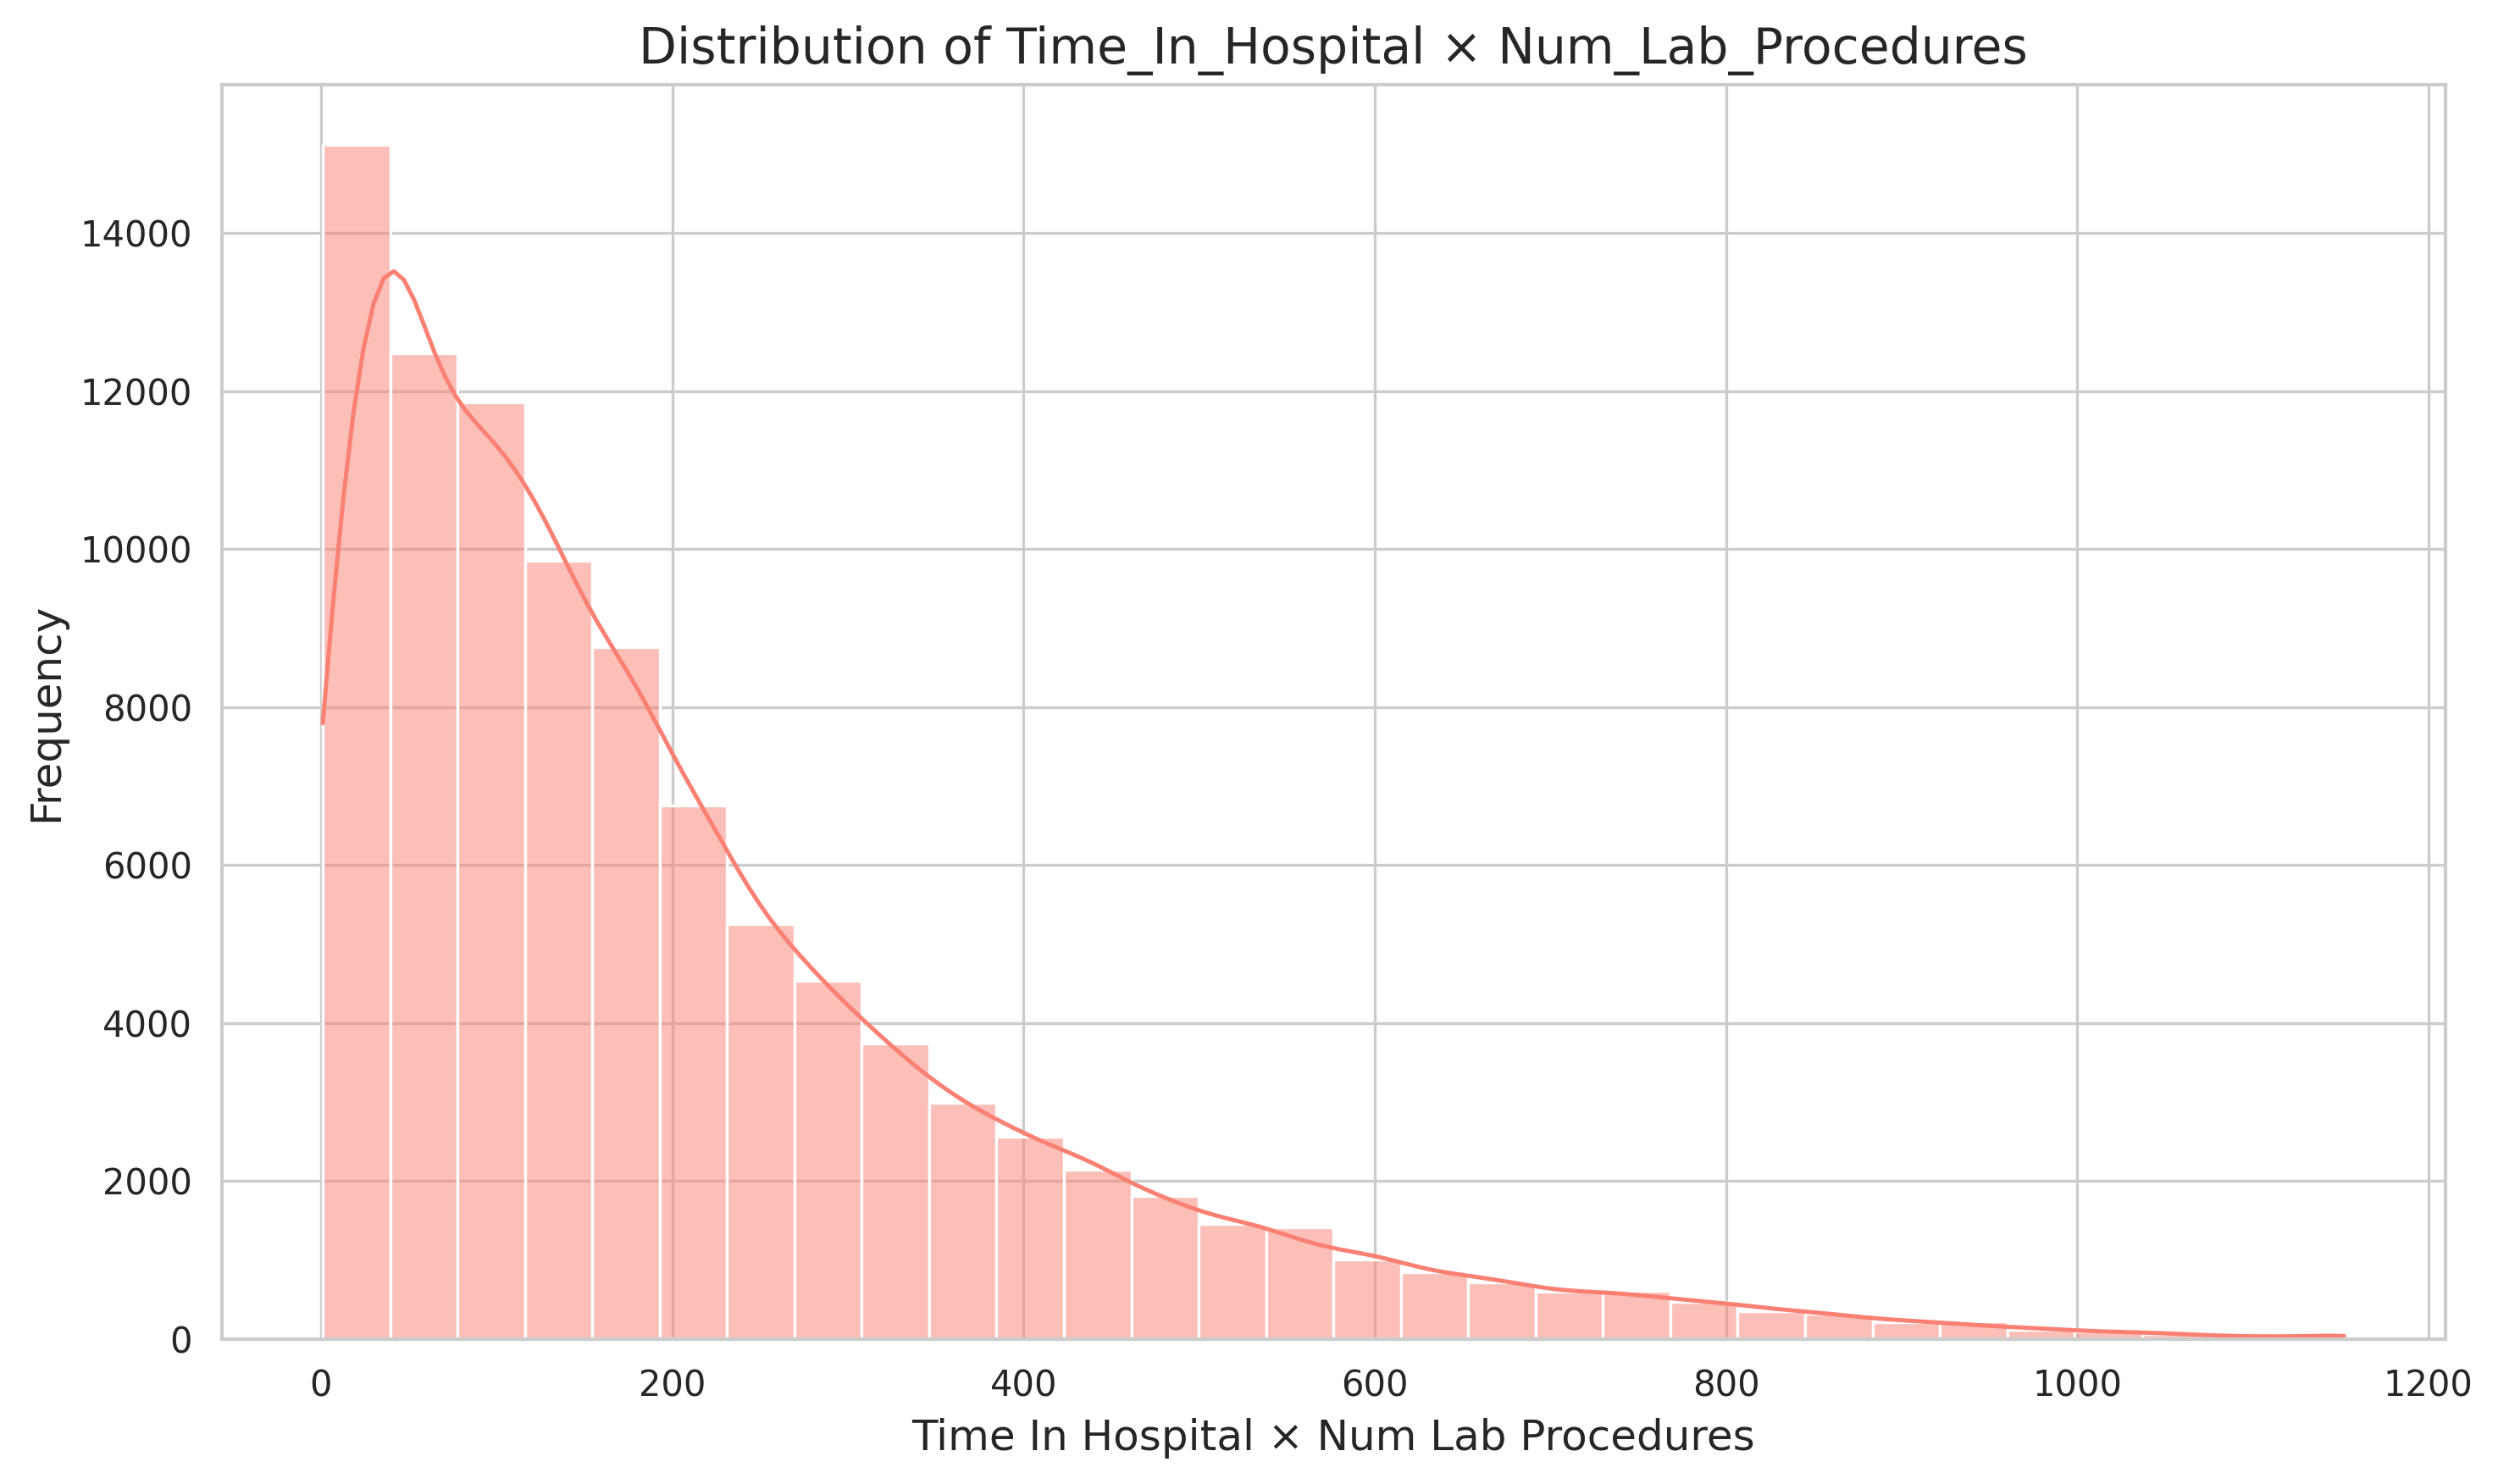 Distribution of Time_In_Hospital × Num_Lab_Procedures
Frequency
14000
12000
10000
8000
6000
4000
2000
0
0 200 400 600 800 1000 1200
Time In Hospital × Num Lab Procedures